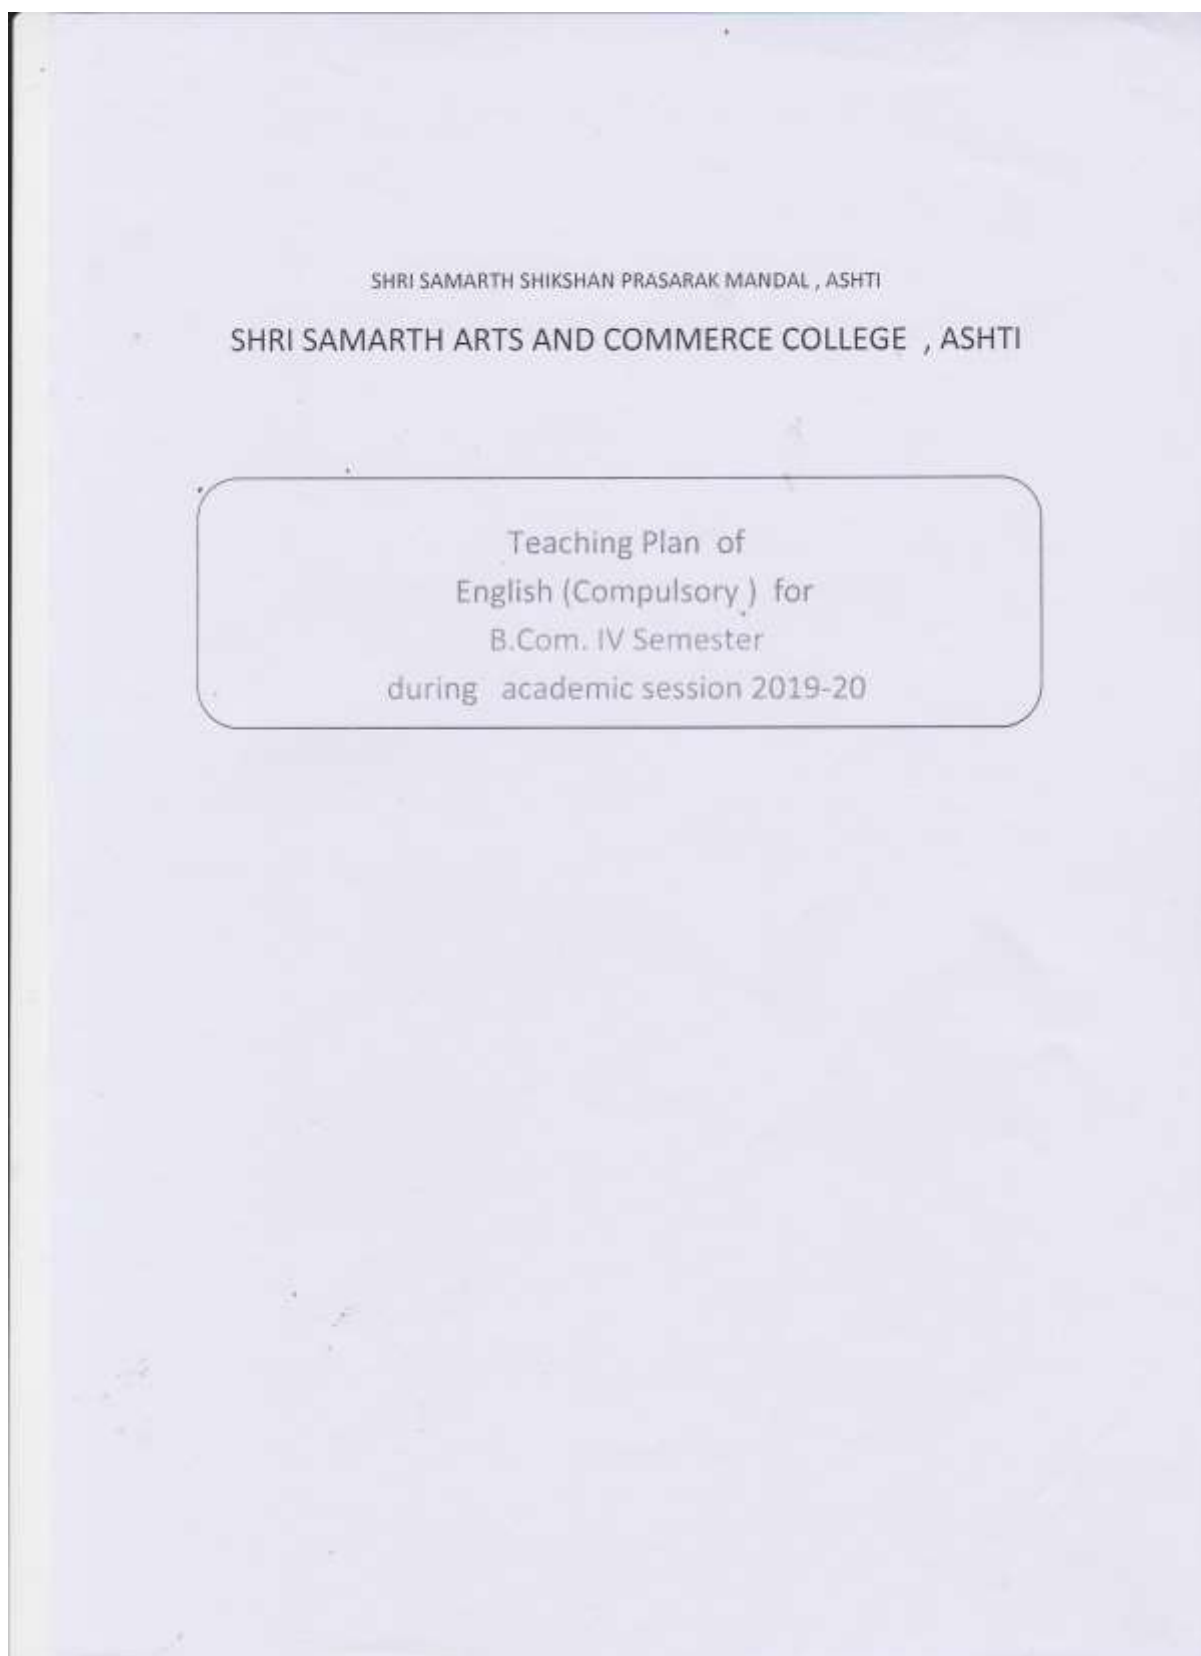 SHRI SAMARTH SHIKSHAN PRASARAK MANDAL , ASHTI
SHRI SAMARTH ARTS AND COMMERCE COLLEGE , ASHTI
Teaching Plan of
English (Compulsory ) for
B.Com. IV Semester
during academic session 2019-20